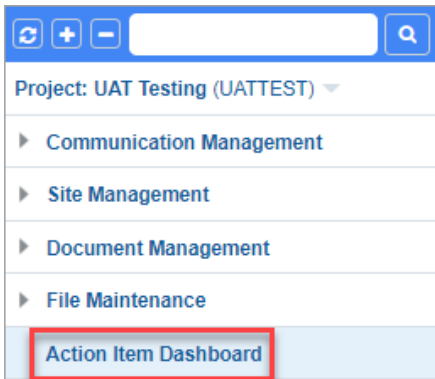 Project: UAT Testing (UATTEST)
Communication Management
Site Management
Document Management
File Maintenance
Action Item Dashboard